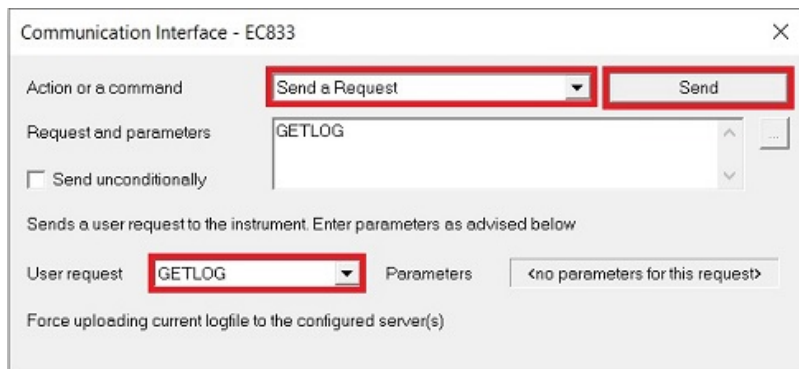 Communication Interface - EC833
Action or a command Send a Request Send
Request and parameters GETLOG ...
Send unconditionally
Sends a user request to the instrument. Enter parameters as advised below
User request GETLOG Parameters <no parameters for this request>
Force uploading current logfile to the configured server(s)